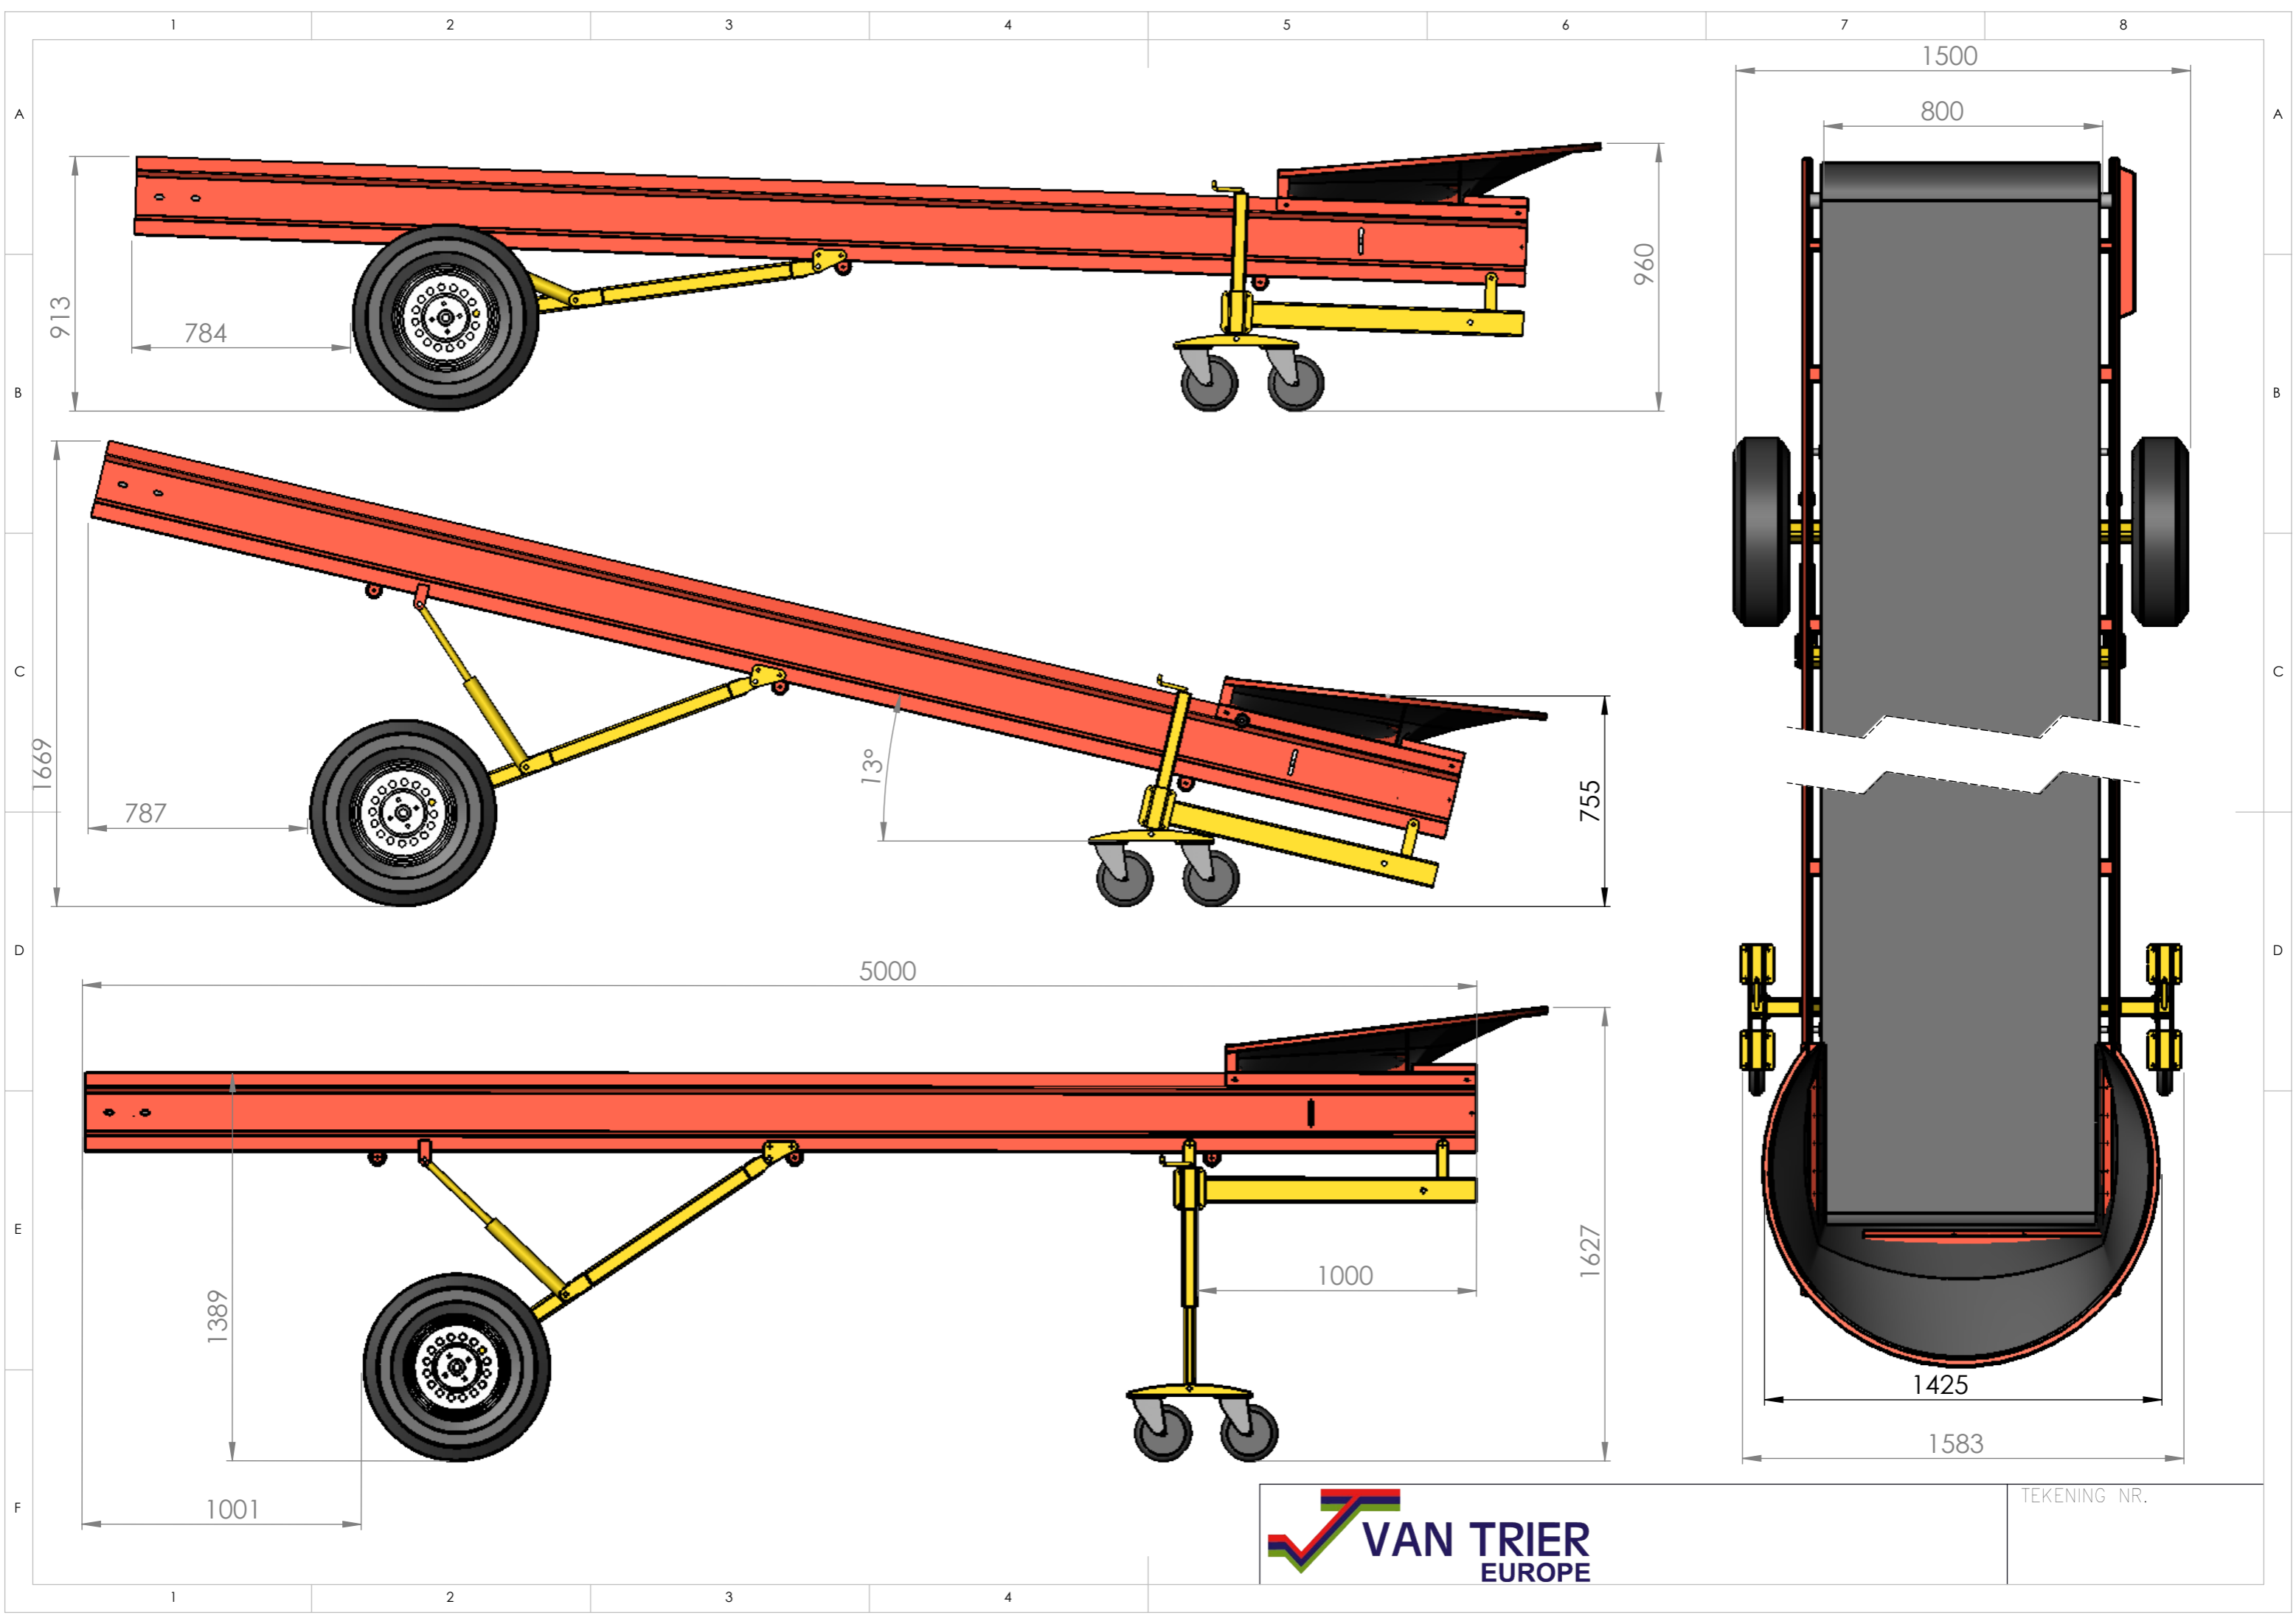 1 2 3 4 5 6 7 8
A A
B B
C C
D D
E E
F
913
784
960
1669
787
13°
755
5000
1389
1001
1000
1627
1500
800
1425
1583
VAN TRIER
EUROPE
TEKENING NR.
1 2 3 4